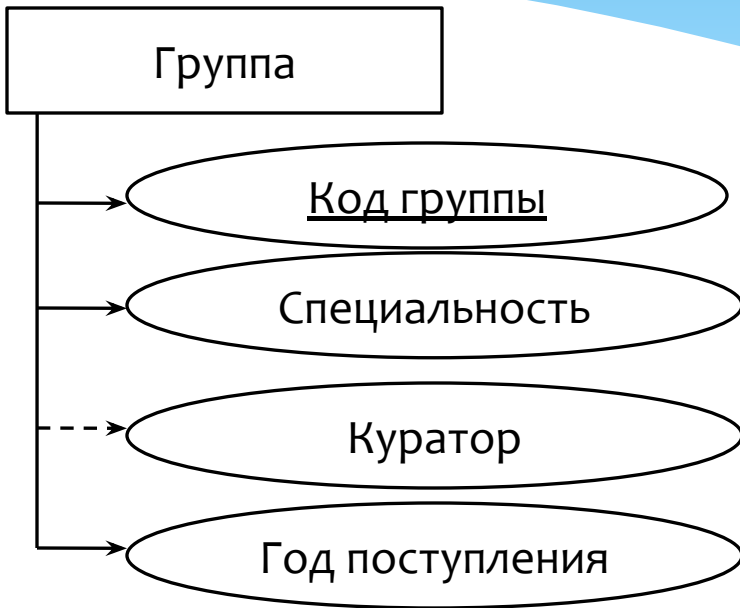 Группа
Код группы
Специальность
Куратор
Год поступления